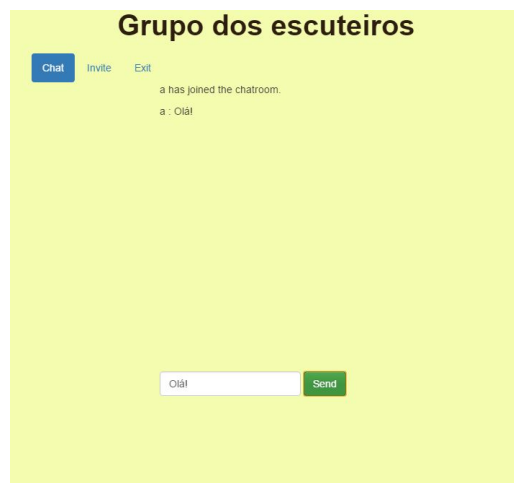 Grupo dos escuteiros
Chat Invite Exit
a has joined the chatroom.
a : Olá!
Olá! Send